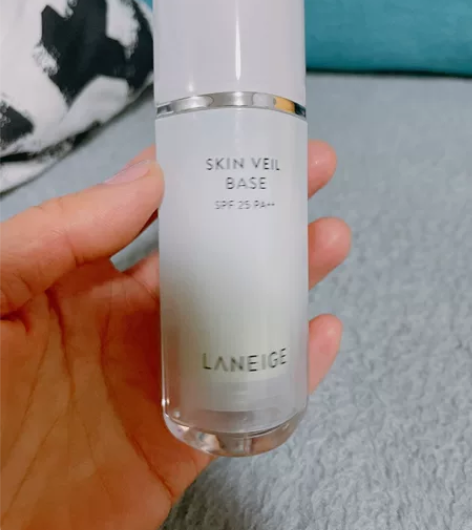 SKIN VEIL
BASE
SPF 25 PA++
LANEIGE